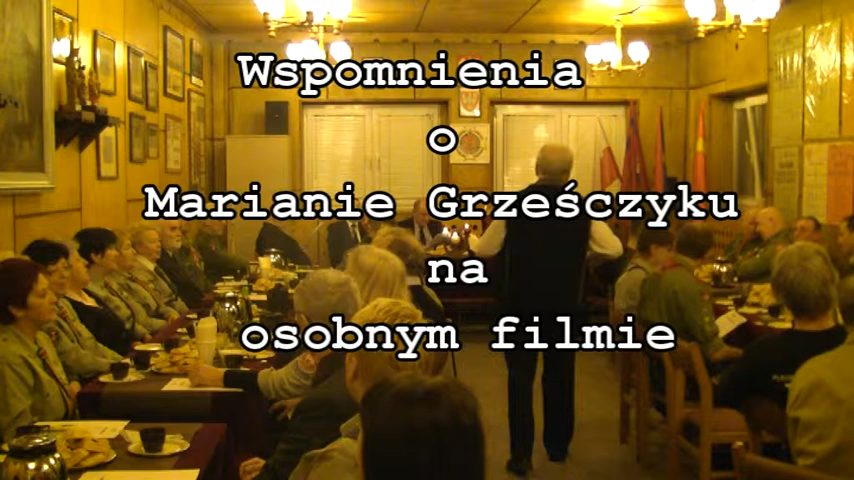 Wspomnienia
o
Marianie Grześczyku
na
osobnym filmie